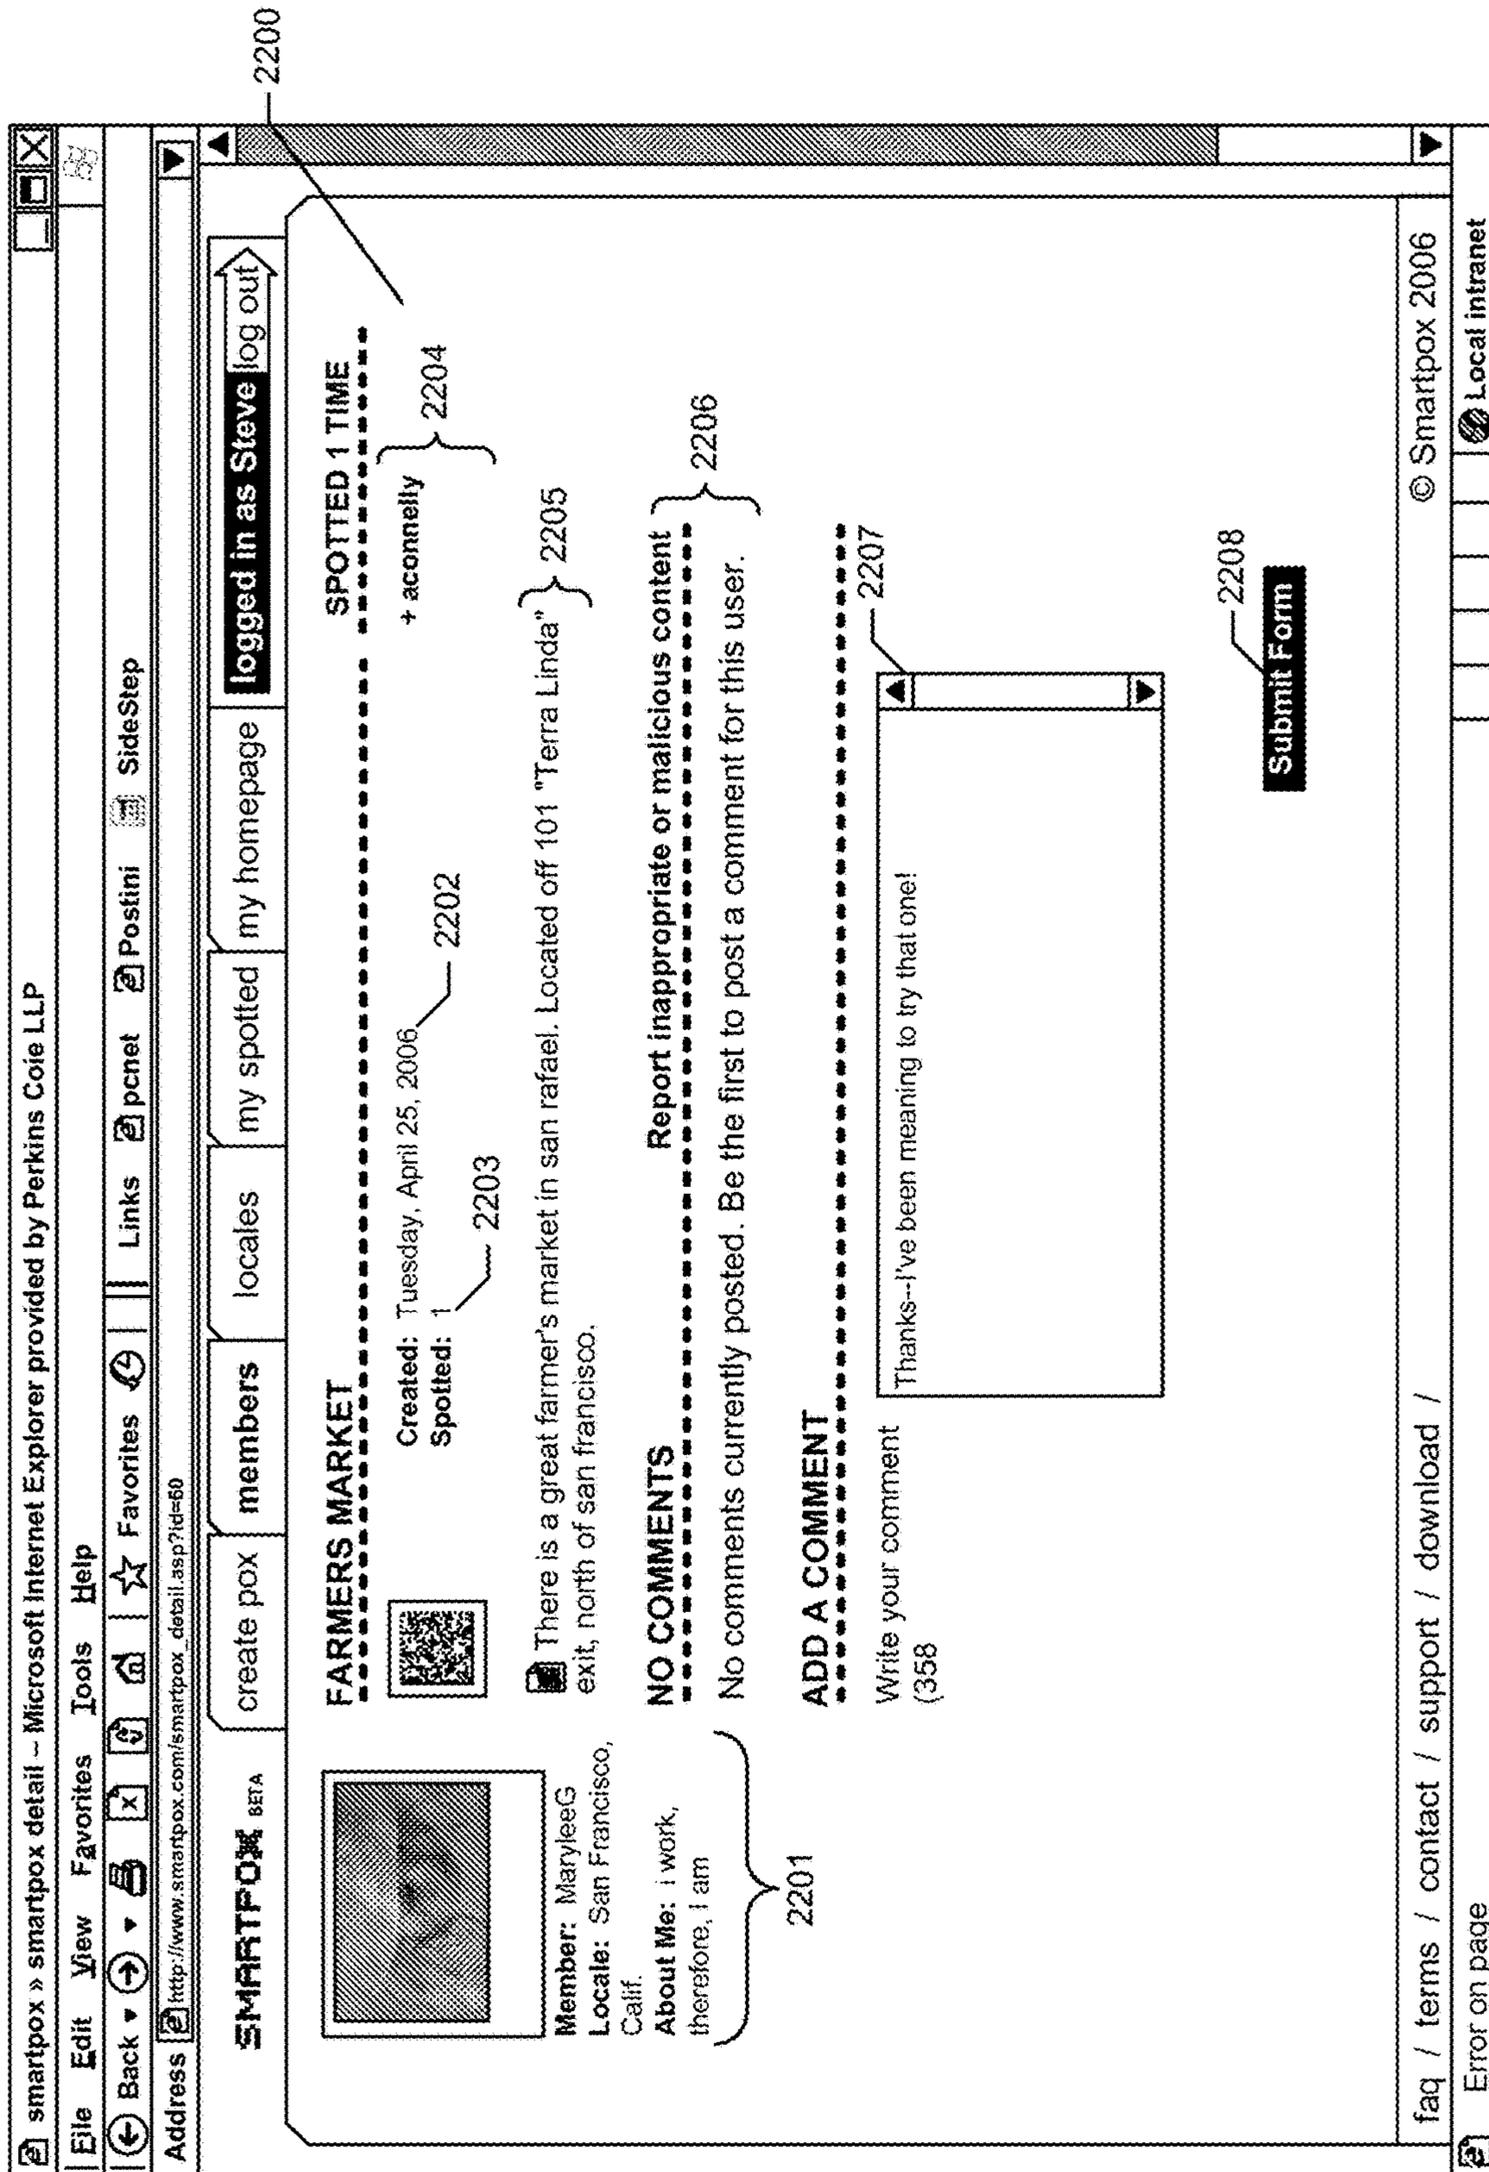 2200
smartpox » smartpox detail – Microsoft Internet Explorer provided by Perkins Coie LLP
File Edit View Favorites Tools Help
Back Favorites Links pcnet Postini SideStep
Address http://www.smartpox.com/smartpox_detail.asp?id=60
SMARTPOX BETA
create pox members locales my spotted my homepage logged in as Steve log out
FARMERS MARKET
SPOTTED 1 TIME
Created: Tuesday, April 25, 2006
Spotted: 1
2202
2203
+ aconnelly
2204
There is a great farmer's market in san rafael. Located off 101 "Terra Linda"
exit, north of san francisco.
2205
Member: MaryleeG
Locale: San Francisco,
Calif.
About Me: i work,
therefore, I am
2201
NO COMMENTS Report inappropriate or malicious content
No comments currently posted. Be the first to post a comment for this user.
2206
ADD A COMMENT
Write your comment
(358
Thanks--I've been meaning to try that one!
2207
2208
Submit Form
faq / terms / contact / support / download / © Smartpox 2006
Error on page Local intranet